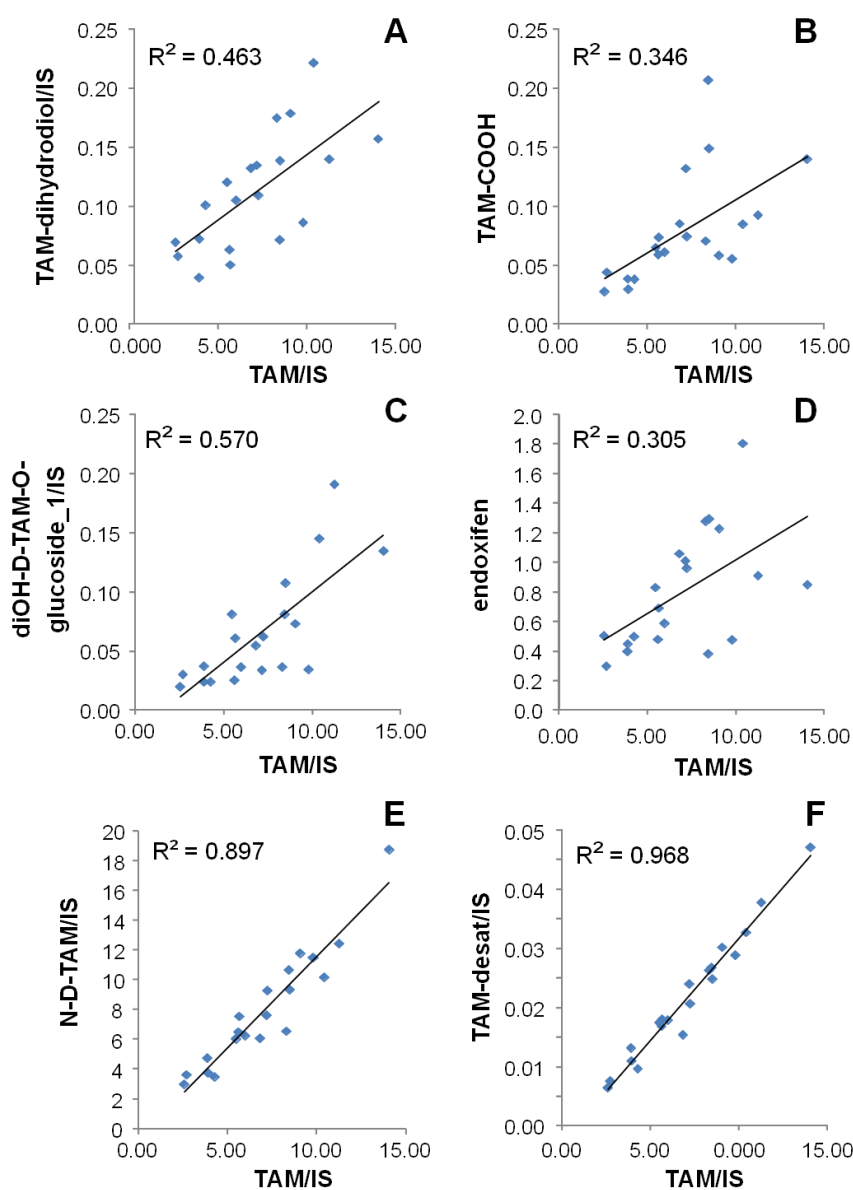 A
R² = 0.463
TAM-dihydrodiol/IS
0.25
0.20
0.15
0.10
0.05
0.00
0.000 5.00 10.00 15.00
TAM/IS
B
R² = 0.346
TAM-COOH
0.25
0.20
0.15
0.10
0.05
0.00
0.00 5.00 10.00 15.00
TAM/IS
C
R² = 0.570
diOH-D-TAM-O-
glucoside_1/IS
0.25
0.20
0.15
0.10
0.05
0.00
0.00 5.00 10.00 15.00
TAM/IS
D
R² = 0.305
endoxifen
2.0
1.8
1.6
1.4
1.2
1.0
0.8
0.6
0.4
0.2
0.0
0.00 5.00 10.00 15.00
TAM/IS
E
R² = 0.897
N-D-TAM/IS
20
18
16
14
12
10
8
6
4
2
0
0.00 5.00 10.00 15.00
TAM/IS
F
R² = 0.968
TAM-desat/IS
0.05
0.04
0.03
0.02
0.01
0.00
0.00 5.00 0.000 15.00
TAM/IS